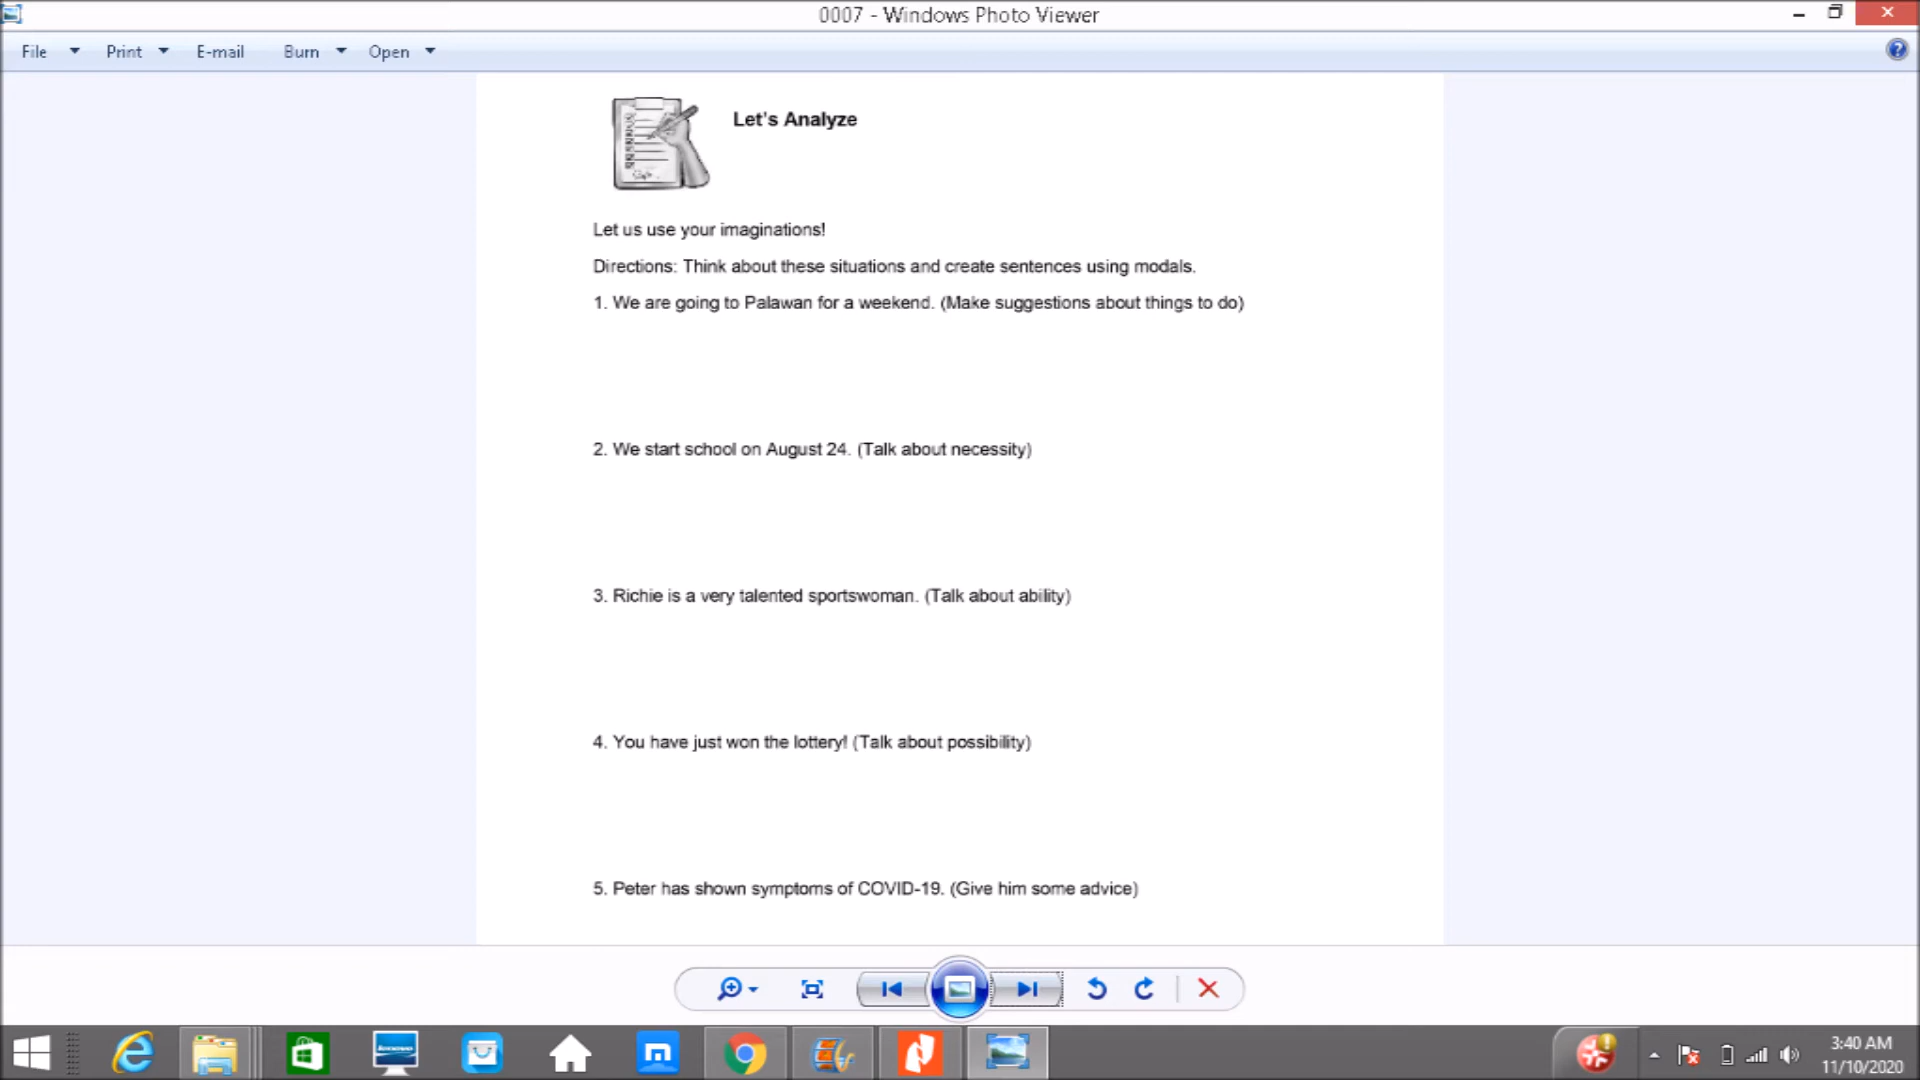 0007 - Windows Photo Viewer
File Print E-mail Burn Open
Let's Analyze
Let us use your imaginations!
Directions: Think about these situations and create sentences using modals.
1. We are going to Palawan for a weekend. (Make suggestions about things to do)
2. We start school on August 24. (Talk about necessity)
3. Richie is a very talented sportswoman. (Talk about ability)
4. You have just won the lottery! (Talk about possibility)
5. Peter has shown symptoms of COVID-19. (Give him some advice)
3:40 AM
11/10/2020